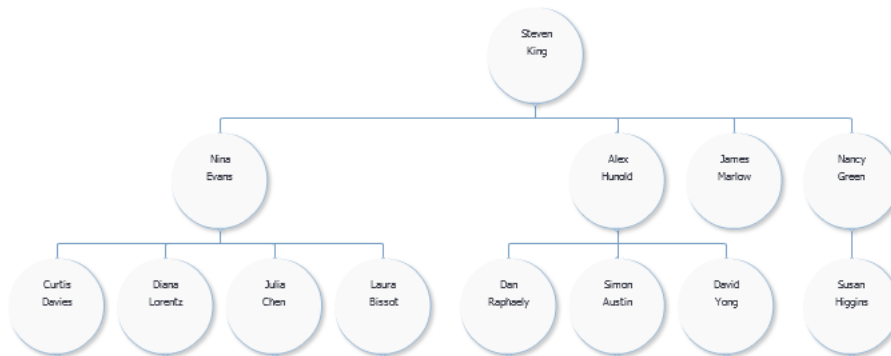 Steven
King
Nina
Evans
Alex
Hunold
James
Marlow
Nancy
Green
Curtis
Davies
Diana
Lorentz
Julia
Chen
Laura
Bissot
Dan
Raphaely
Simon
Austin
David
Yong
Susan
Higgins